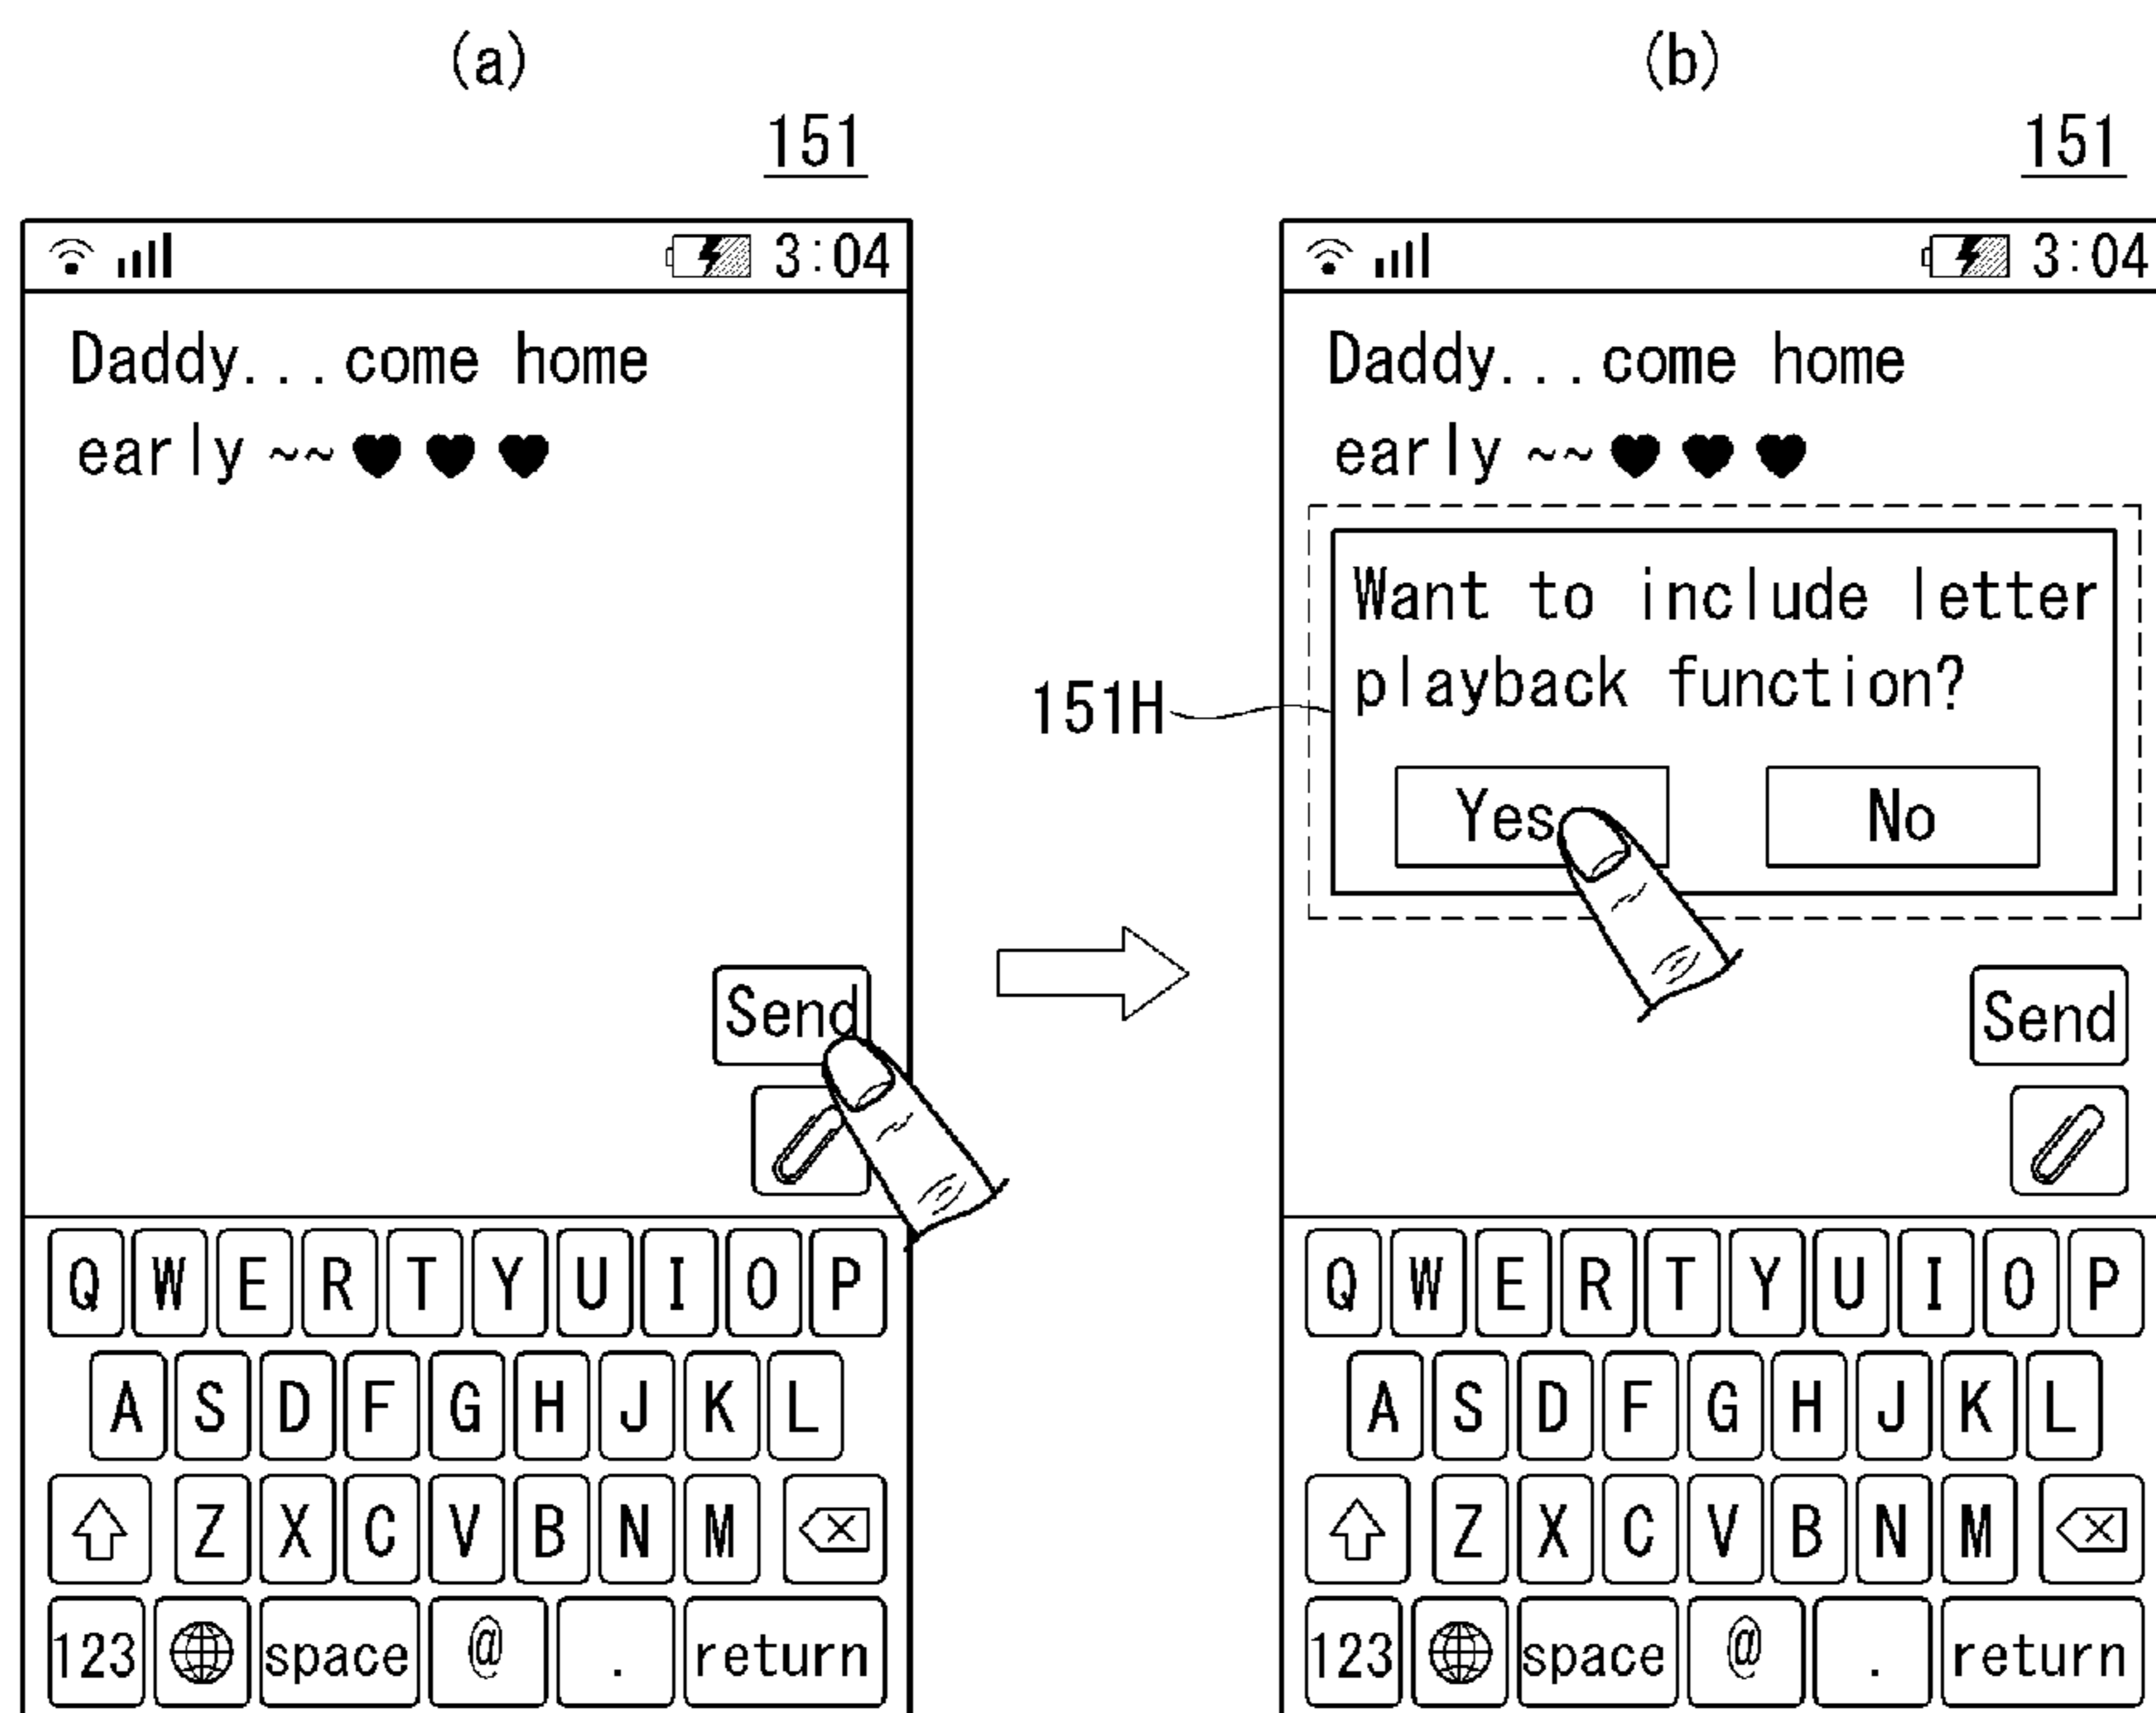 (a)
151
3:04
Daddy...come home
early ~~♥ ♥ ♥
Send
Q W E R T Y U I O P
A S D F G H J K L
Z X C V B N M
123 space @ . return
(b)
151
3:04
Daddy...come home
early ~~♥ ♥ ♥
151H
Want to include letter
playback function?
Yes No
Send
Q W E R T Y U I O P
A S D F G H J K L
Z X C V B N M
123 space @ . return